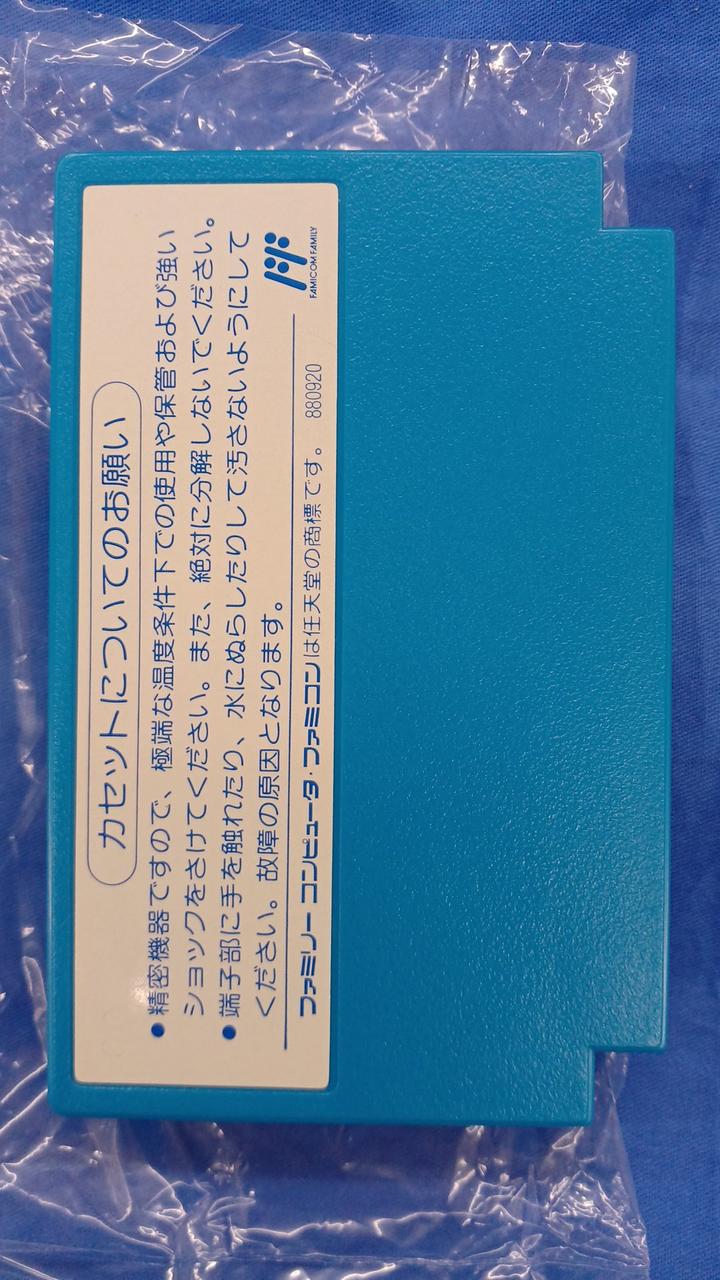 カセットについてのお願い
●精密機器ですので、極端な温度条件下での使用や保管および強い
ショックをさけてください。また、絶対に分解しないでください。
●端子部に手を触れたり、水にぬらしたりして汚さないようにして
ください。故障の原因となります。
FAMICOM FAMILY
ファミリー コンピュータ・ファミコンは任天堂の商標です。 880920